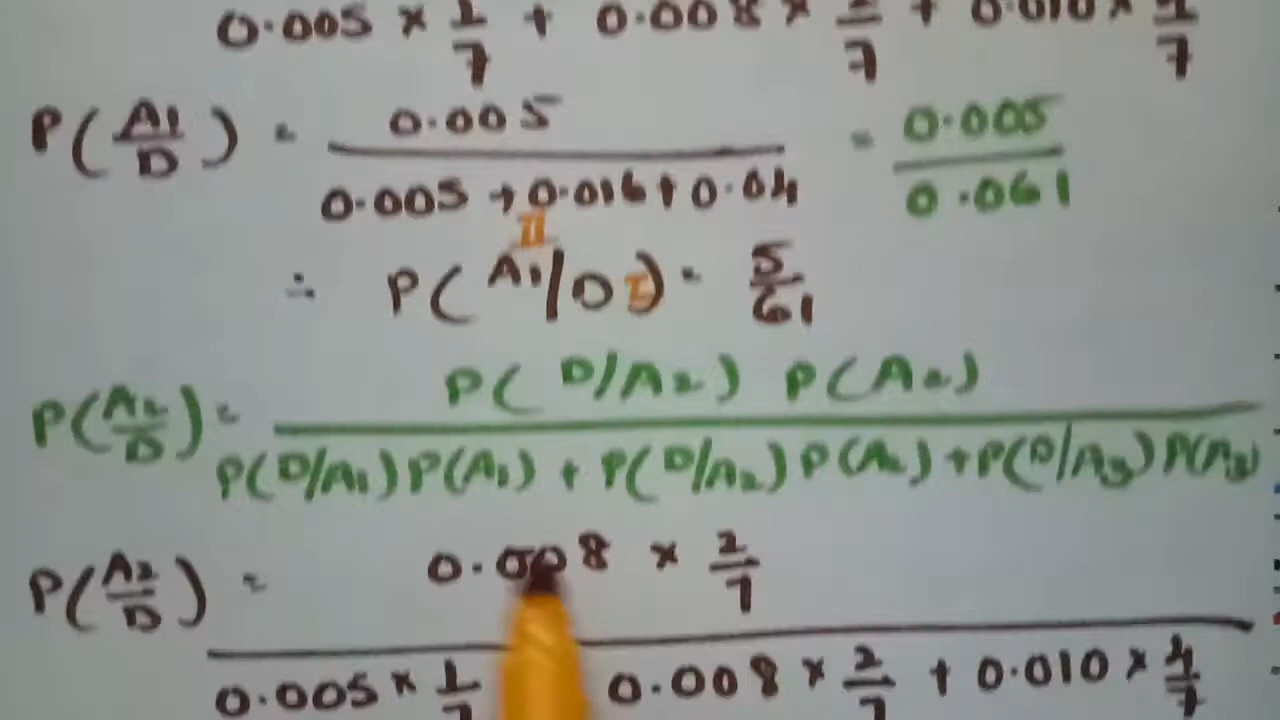 0.005 × 1/7 + 0.008 × 2/7 + 0.010 × 4/7
P(A1/D) = 0.005 / 0.005 + 0.016 + 0.04 = 0.005 / 0.061
II
∴ P(A1/D I) = 5/61
P(A2/D) = P(D/A2) P(A2) / P(D/A1) P(A1) + P(D/A2) P(A2) + P(D/A3) P(A3)
P(A2/D) = 0.008 × 2/7 / 0.005 × 1/7 0.008 × 2/7 + 0.010 × 4/7